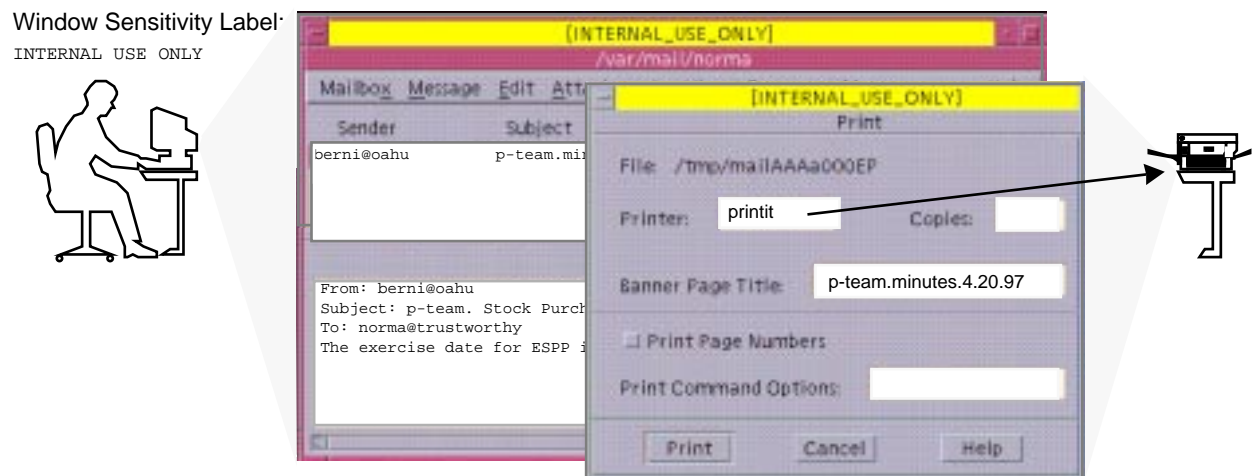 Window Sensitivity Label:
INTERNAL USE ONLY
[INTERNAL_USE_ONLY]
/var/mail/norma
Mailbox Message Edit
Sender Subject
berni@oahu p-team.min
From: berni@oahu
Subject: p-team. Stock Purch
To: norma@trustworthy
The exercise date for ESPP i
[INTERNAL_USE_ONLY]
Print
File: /tmp/mailAAAa000EP
Printer: printit Copies:
Banner Page Title: p-team.minutes.4.20.97
Print Page Numbers
Print Command Options:
Print Cancel Help